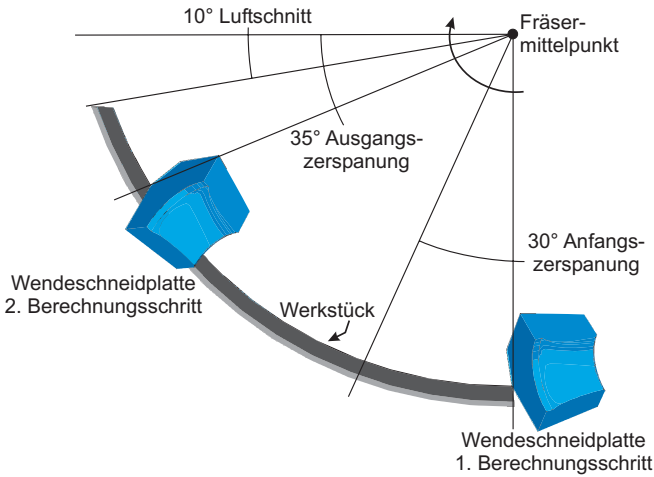 10° Luftschnitt
Fräser-
mittelpunkt
35° Ausgangs-
zerspanung
30° Anfangs-
zerspanung
Wendeschneidplatte
2. Berechnungsschritt
Werkstück
Wendeschneidplatte
1. Berechnungsschritt